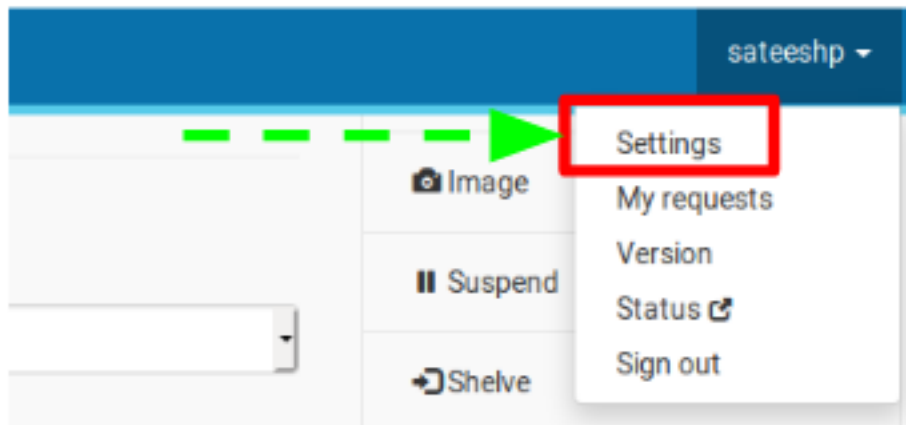 sateeshp
Settings
Image
My requests
Version
Suspend
Status
Sign out
Shelve